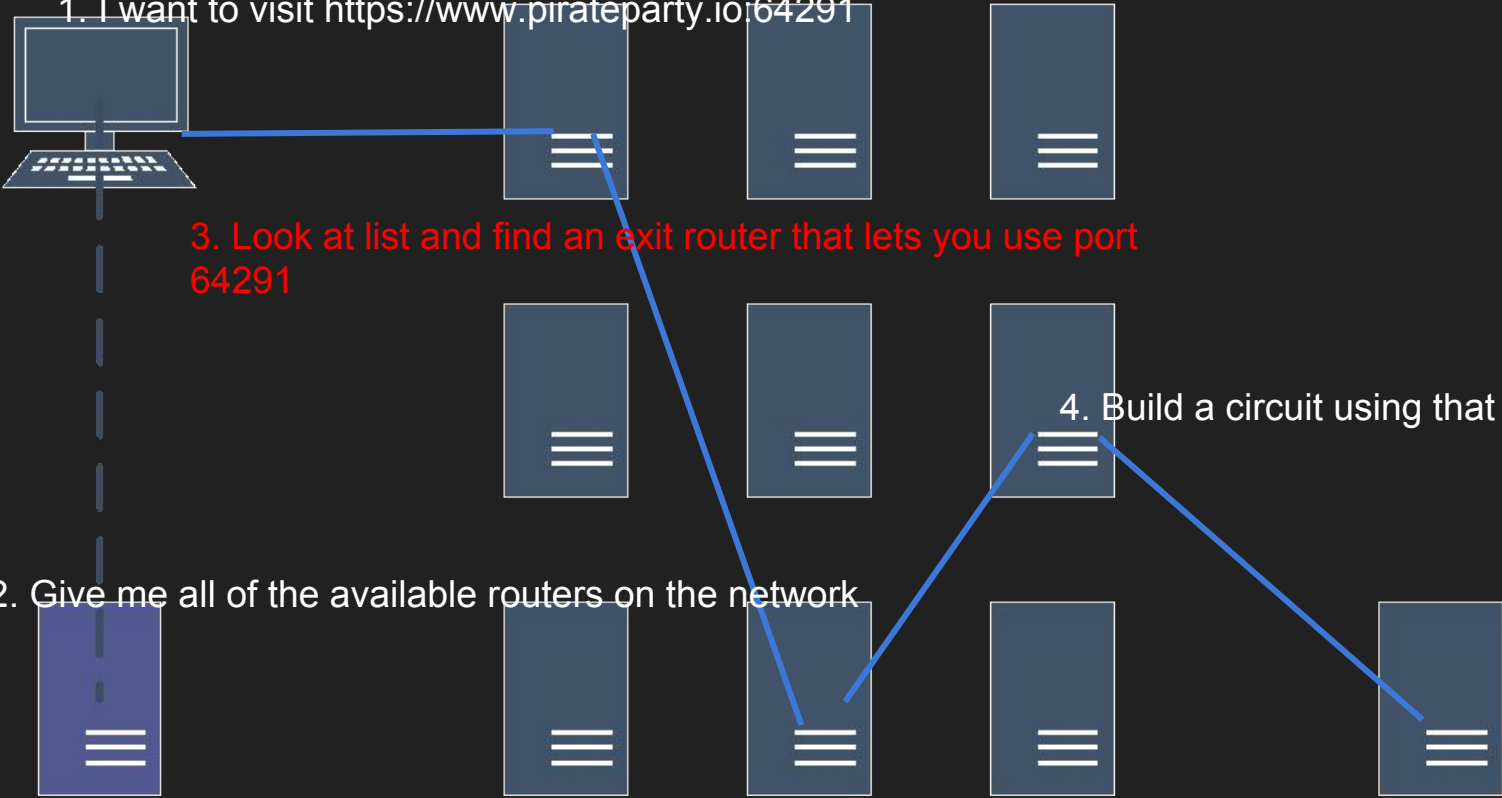 1. I want to visit https://www.pirateparty.io:64291
3. Look at list and find an exit router that lets you use port
64291
4. Build a circuit using that
2. Give me all of the available routers on the network